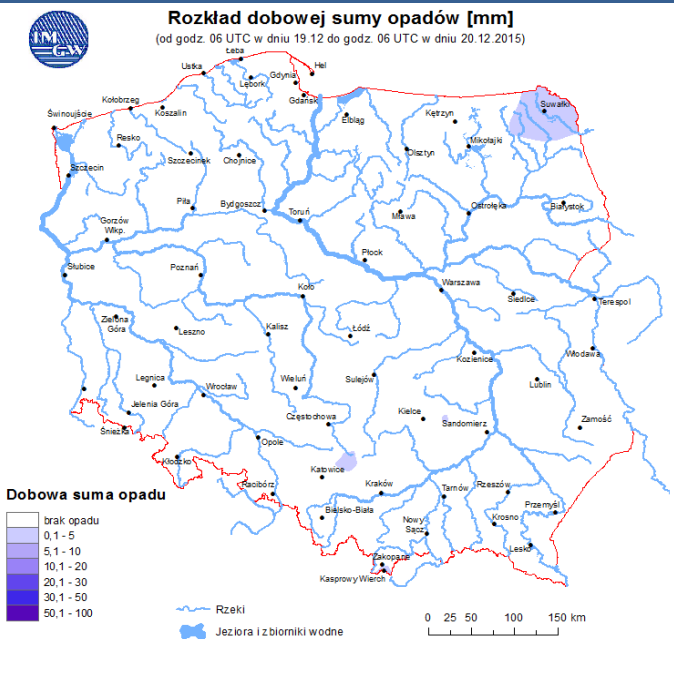 Rozkład dobowej sumy opadów [mm]
(od godz. 06 UTC w dniu 19.12 do godz. 06 UTC w dniu 20.12.2015)
IM
GW
Łeba
Ustka
Hel
Gdynia
Lębork
Gdańsk
Kołobrzeg
Koszalin
Suwałki
Świnoujście
Elbląg
Kętrzyn
Resko
Mikołajki
Olsztyn
Szczecinek
Chojnice
Szczecin
Piła
Bydgoszcz
Toruń
Mława
Ostrołęka
Białystok
Gorzów
Wlkp.
Płock
Słubice
Poznań
Koło
Warszawa
Siedlce
Terespol
Zielona
Góra
Leszno
Kalisz
Łódź
Kozienice
Włodawa
Legnica
Wrocław
Wieluń
Sulejów
Lublin
Jelenia Góra
Śnieżka
Częstochowa
Kielce
Sandomierz
Zamość
Opole
Kłodzko
Katowice
Racibórz
Kraków
Tarnów
Rzeszów
Przemyśl
Bielsko-Biała
Nowy
Sącz
Krosno
Lesko
Zakopane
Kasprowy Wierch
Dobowa suma opadu
brak opadu
0,1 - 5
5,1 - 10
10,1 - 20
20,1 - 30
30,1 - 50
50,1 - 100
Rzeki
Jeziora i zbiorniki wodne
0 25 50 100 150 km